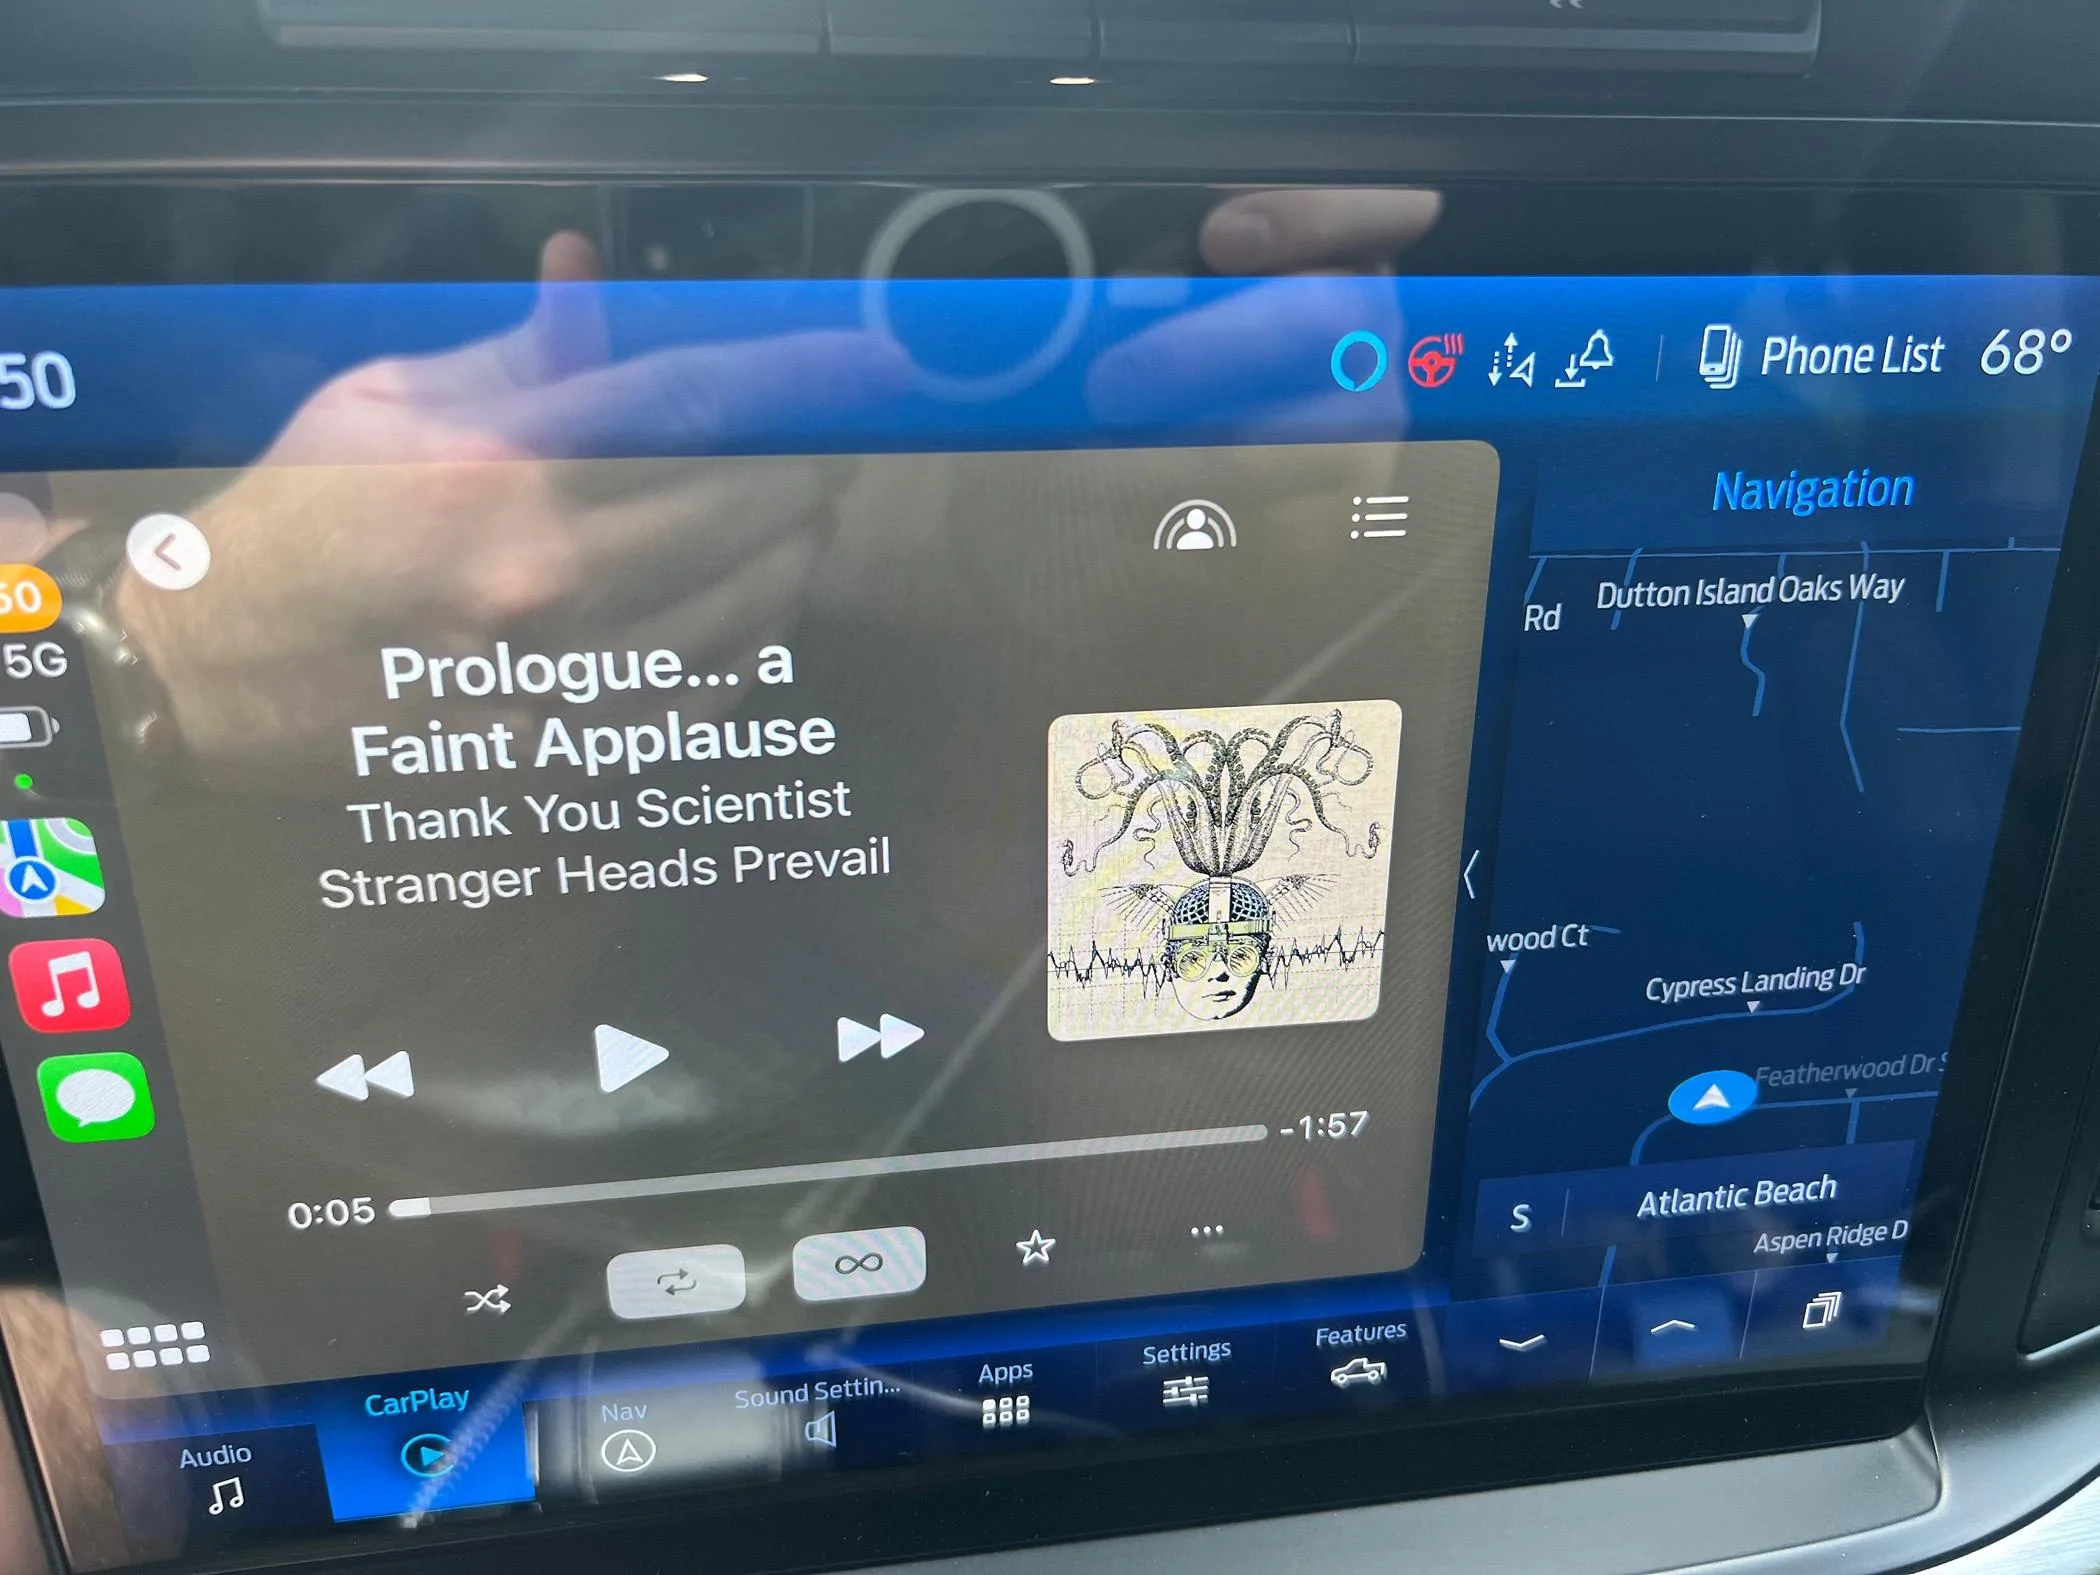 50
Phone List 68°
Navigation
50
5G
Rd
Dutton Island Oaks Way
Prologue... a
Faint Applause
Thank You Scientist
Stranger Heads Prevail
wood Ct
Cypress Landing Dr
Featherwood Dr S
0:05
-1:57
S
Atlantic Beach
Aspen Ridge D
Audio
CarPlay
Nav
Sound Settin...
Apps
Settings
Features